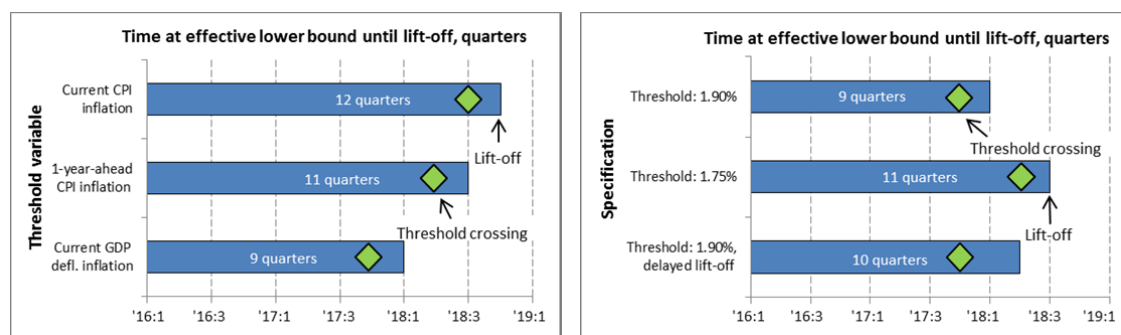 Time at effective lower bound until lift-off, quarters
Threshold variable
Current CPI
inflation
12 quarters
Lift-off
1-year-ahead
CPI inflation
11 quarters
Threshold crossing
Current GDP
defl. inflation
9 quarters
'16:1 '16:3 '17:1 '17:3 '18:1 '18:3 '19:1
Time at effective lower bound until lift-off, quarters
Specification
Threshold: 1.90%
9 quarters
Threshold crossing
Threshold: 1.75%
11 quarters
Lift-off
Threshold: 1.90%,
delayed lift-off
10 quarters
'16:1 '16:3 '17:1 '17:3 '18:1 '18:3 '19:1